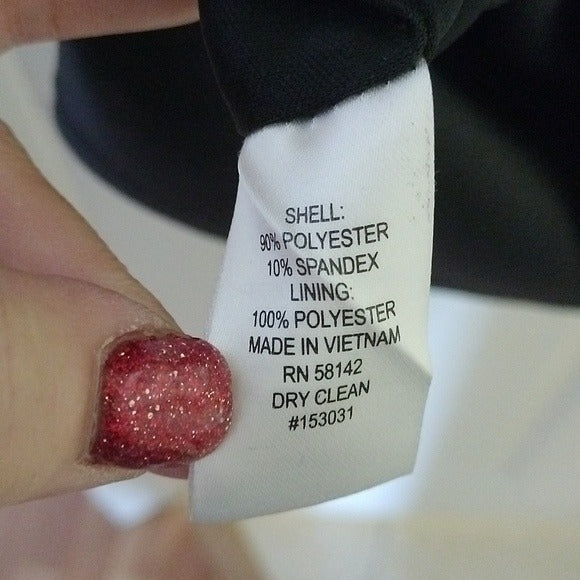 SHELL:
90% POLYESTER
10% SPANDEX
LINING:
100% POLYESTER
MADE IN VIETNAM
RN 58142
DRY CLEAN
#153031